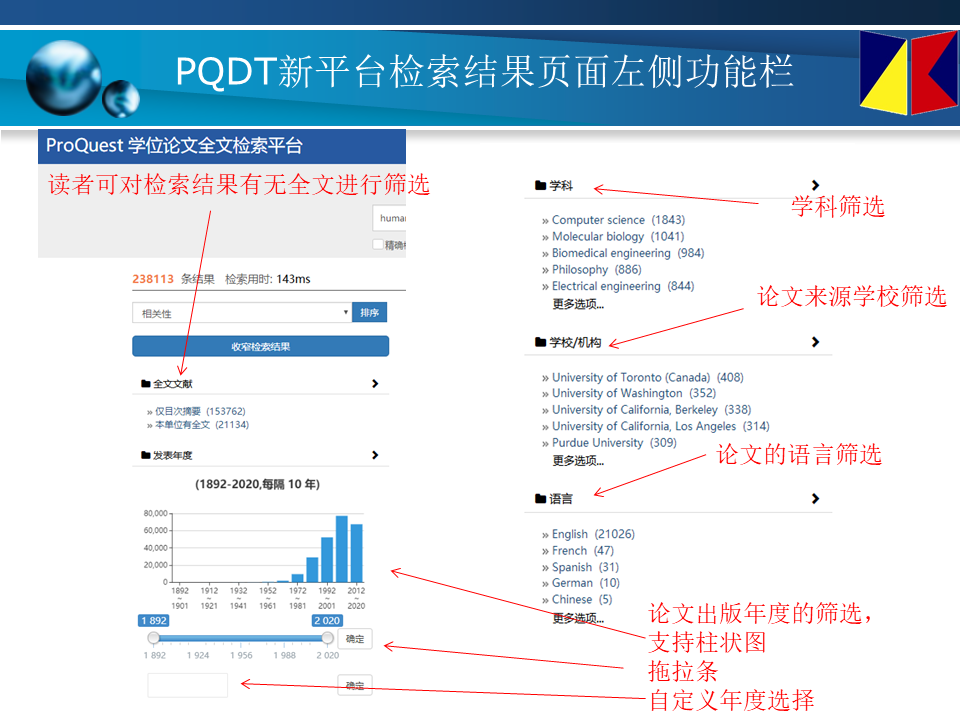 PQDT新平台检索结果页面左侧功能栏
ProQuest 学位论文全文检索平台
读者可对检索结果有无全文进行筛选
精确
238113 条结果 检索用时: 143ms
相关性
排序
收窄检索结果
全文文献
» 仅目次摘要 (153762)
» 本单位有全文 (21134)
发表年度
(1892-2020,每隔 10 年)
80,000
60,000
40,000
20,000
0
1892 1912 1932 1952 1972 1992 2012
~ ~ ~ ~ ~ ~ ~
1901 1921 1941 1961 1981 2001 2020
1 892 2 020
确定
1 892 1 924 1 956 1 988 2 020
确定
学科
学科筛选
» Computer science (1843)
» Molecular biology (1041)
» Biomedical engineering (984)
» Philosophy (886)
» Electrical engineering (844)
更多选项...
论文来源学校筛选
学校/机构
» University of Toronto (Canada) (408)
» University of Washington (352)
» University of California, Berkeley (338)
» University of California, Los Angeles (314)
» Purdue University (309)
更多选项...
论文的语言筛选
语言
» English (21026)
» French (47)
» Spanish (31)
» German (10)
» Chinese (5)
更多选项...
论文出版年度的筛选，
支持柱状图
拖拉条
自定义年度选择